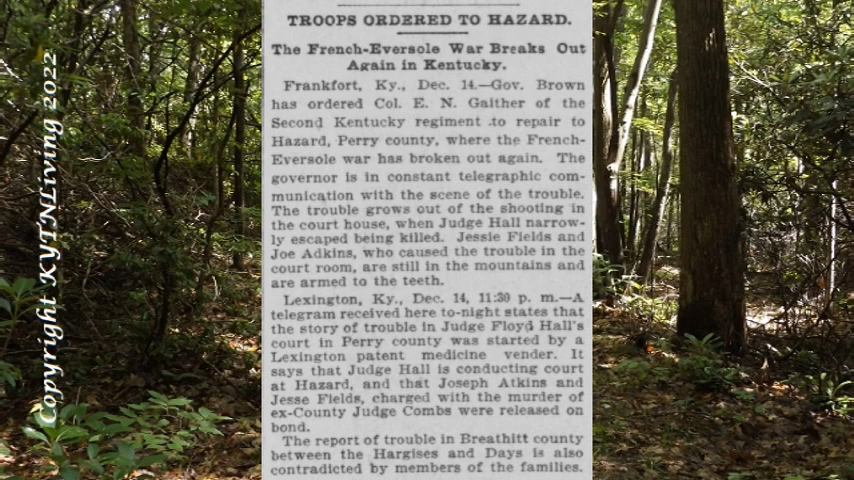 Copyright KYTNLiving 2022
TROOPS ORDERED TO HAZARD.
The French-Eversole War Breaks Out
Again in Kentucky.
Frankfort, Ky., Dec. 14.—Gov. Brown
has ordered Col. E. N. Gaither of the
Second Kentucky regiment to repair to
Hazard, Perry county, where the French-
Eversole war has broken out again. The
governor is in constant telegraphic com-
munication with the scene of the trouble.
The trouble grows out of the shooting in
the court house, when Judge Hall narrow-
ly escaped being killed. Jessie Fields and
Joe Adkins, who caused the trouble in the
court room, are still in the mountains and
are armed to the teeth.
Lexington, Ky., Dec. 14, 11:30 p. m.—A
telegram received here to-night states that
the story of trouble in Judge Floyd Hall's
court in Perry county was started by a
Lexington patent medicine vender. It
says that Judge Hall is conducting court
at Hazard, and that Joseph Atkins and
Jesse Fields, charged with the murder of
ex-County Judge Combs were released on
bond.
The report of trouble in Breathitt county
between the Hargises and Days is also
contradicted by members of the families.